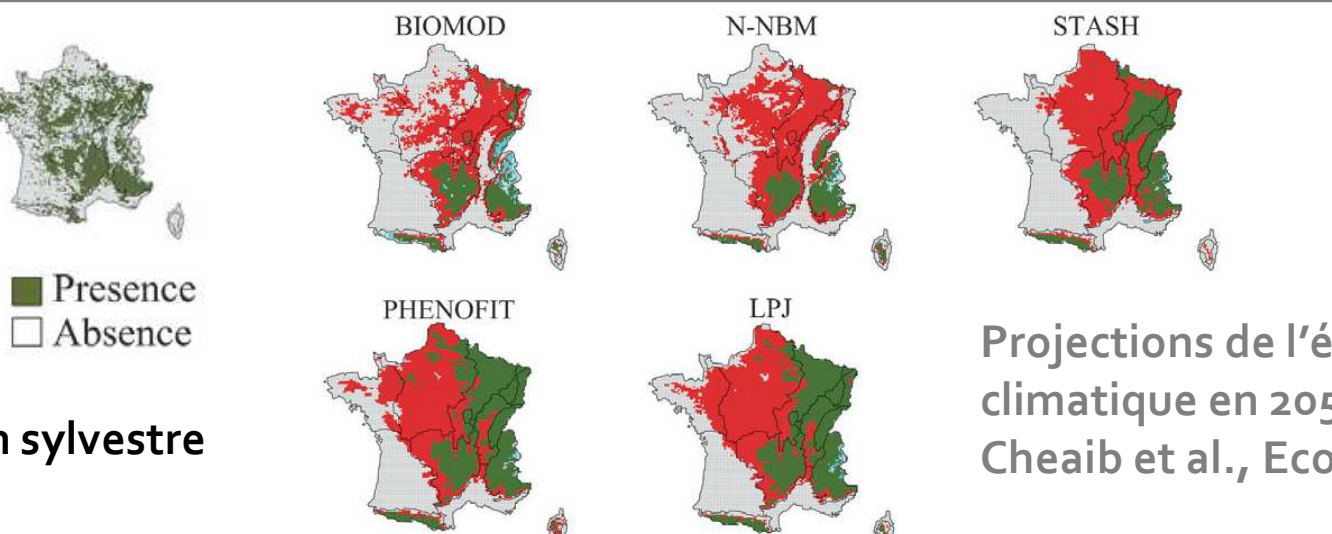 BIOMOD
N-NBM
STASH
Presence
Absence
PHENOFIT
LPJ
sylvestre
Projections de l’é
climatique en 205
Cheaib et al., Eco